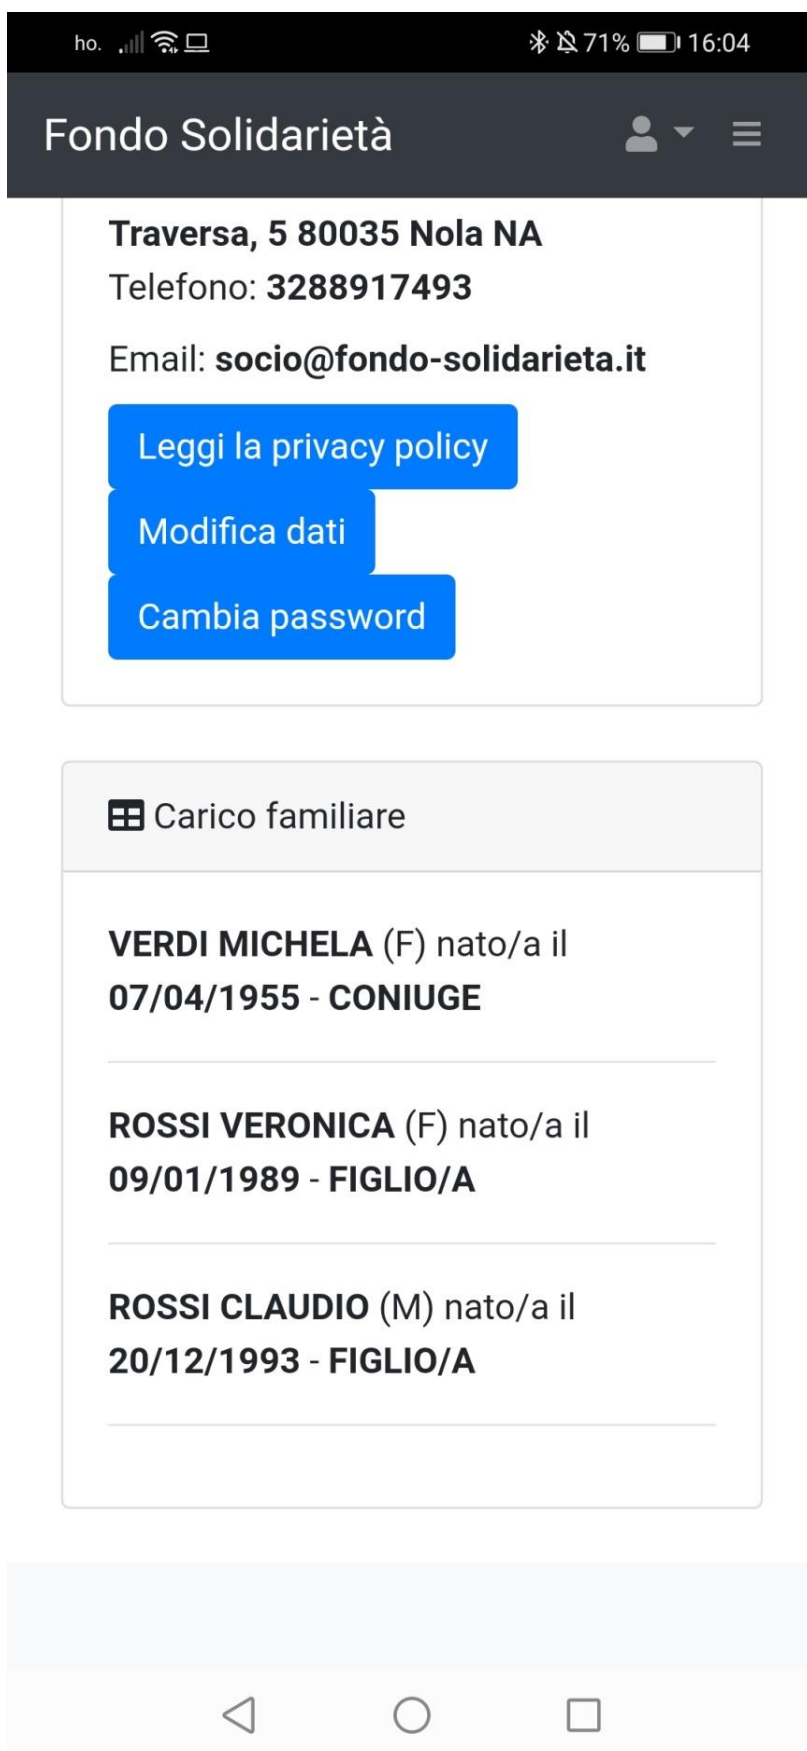 ho. 71% 16:04
Fondo Solidarietà
Traversa, 5 80035 Nola NA
Telefono: 3288917493
Email: socio@fondo-solidarieta.it
Leggi la privacy policy
Modifica dati
Cambia password
Carico familiare
VERDI MICHELA (F) nato/a il
07/04/1955 - CONIUGE
ROSSI VERONICA (F) nato/a il
09/01/1989 - FIGLIO/A
ROSSI CLAUDIO (M) nato/a il
20/12/1993 - FIGLIO/A